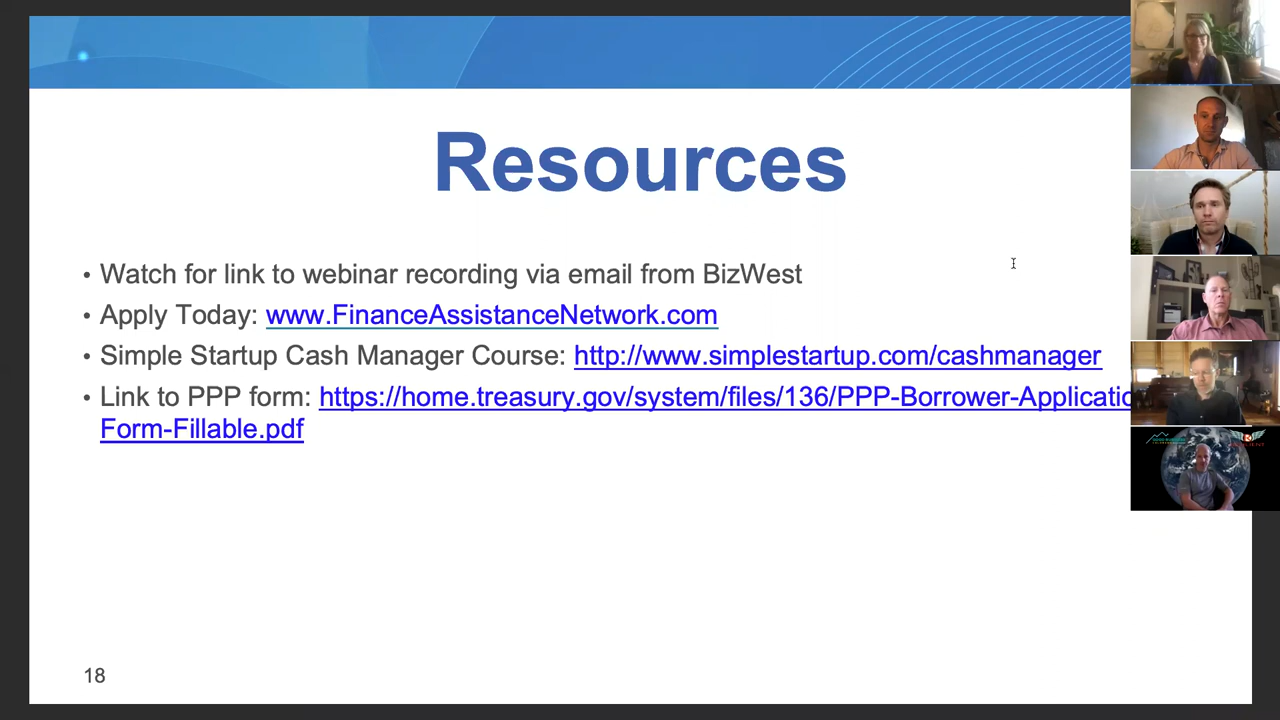 Resources
• Watch for link to webinar recording via email from BizWest
• Apply Today: www.FinanceAssistanceNetwork.com
• Simple Startup Cash Manager Course: http://www.simplestartup.com/cashmanager
• Link to PPP form: https://home.treasury.gov/system/files/136/PPP-Borrower-Applicatio
Form-Fillable.pdf
18